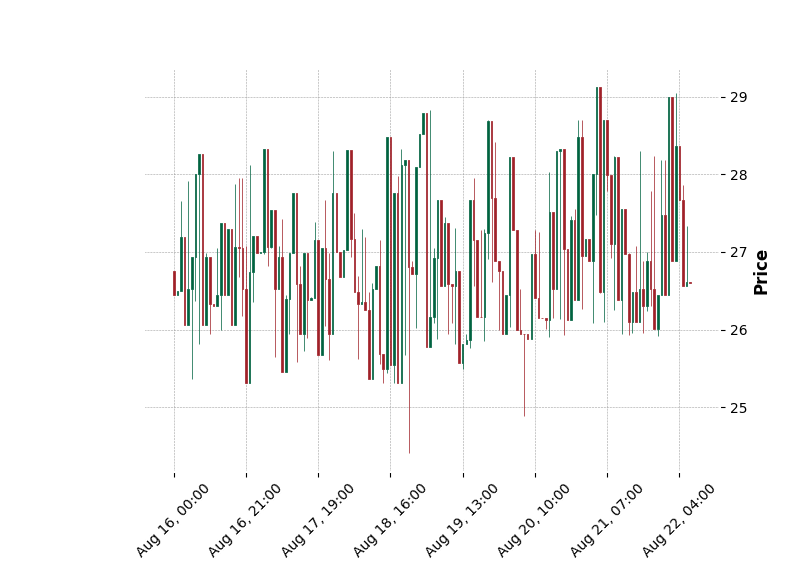 29
28
27
26
25
Price
Aug 16, 00:00
Aug 16, 21:00
Aug 17, 19:00
Aug 18, 16:00
Aug 19, 13:00
Aug 20, 10:00
Aug 21, 07:00
Aug 22, 04:00